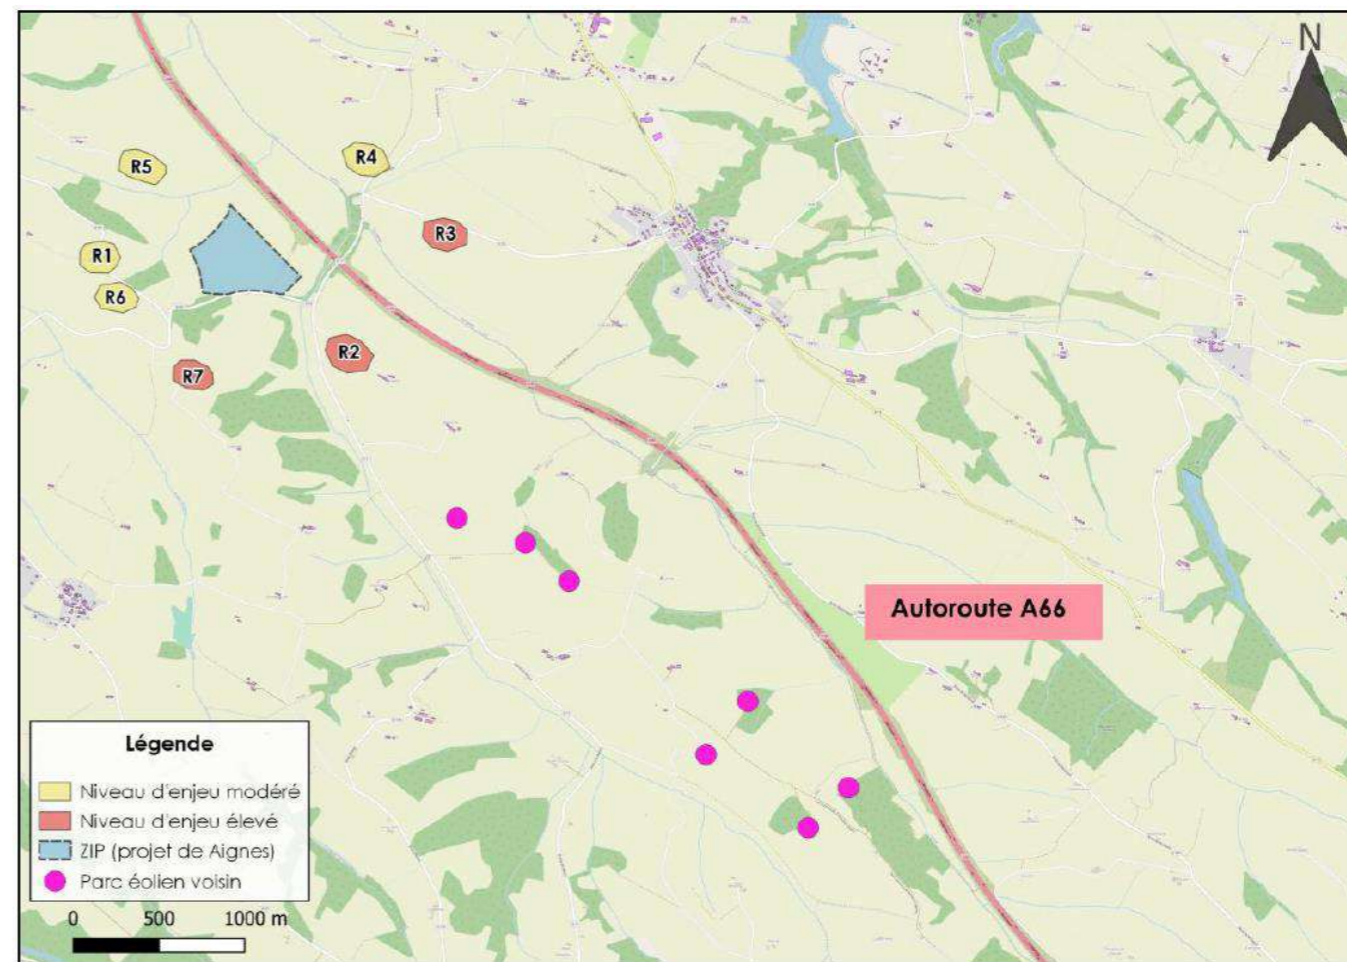 N
R5
R4
R3
R1
R6
R2
R7
Autoroute A66
Légende
Niveau d'enjeu modéré
Niveau d'enjeu élevé
ZIP (projet de Aignes)
Parc éolien voisin
0 500 1000 m